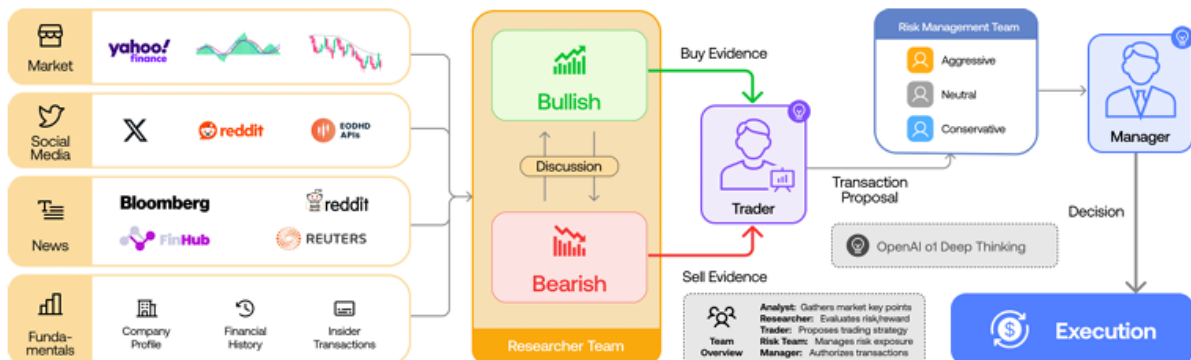 Market
yahoo!
finance
Social
Media
X
reddit
EODHD
APIs
News
Bloomberg
reddit
FinHub
REUTERS
Funda-
mentals
Company
Profile
Financial
History
Insider
Transactions
Bullish
Discussion
Bearish
Researcher Team
Buy Evidence
Sell Evidence
Trader
Transaction
Proposal
Risk Management Team
Aggressive
Neutral
Conservative
Manager
Decision
OpenAI o1 Deep Thinking
Team
Overview
Analyst: Gathers market key points
Researcher: Evaluates risk/reward
Trader: Proposes trading strategy
Risk Team: Manages risk exposure
Manager: Authorizes transactions
$ Execution